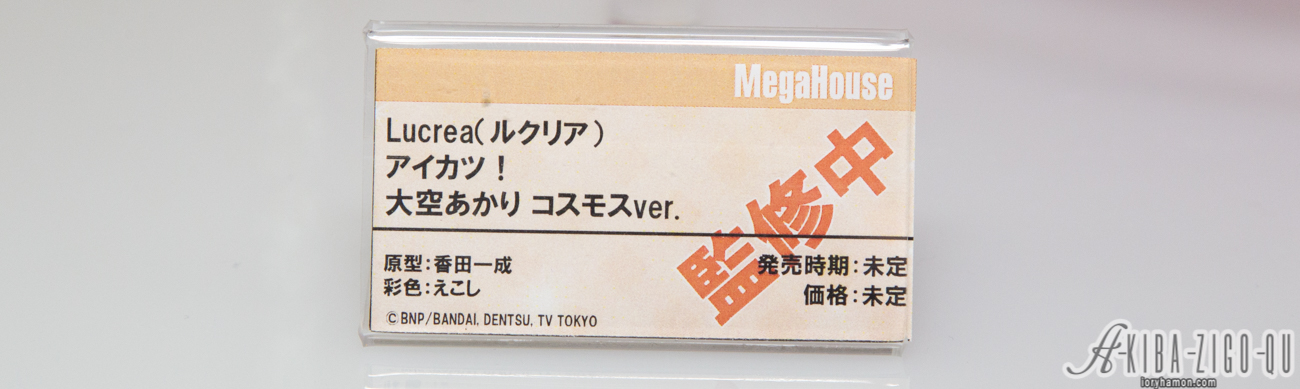 MegaHouse
Lucrea(ルクリア)
アイカツ！
大空あかり コスモスver.
監修中
原型：香田一成
彩色：えこし
発売時期：未定
価格：未定
©BNP/BANDAI, DENTSU, TV TOKYO
A-KIBA-ZIGO-QU
ioryhamon.com